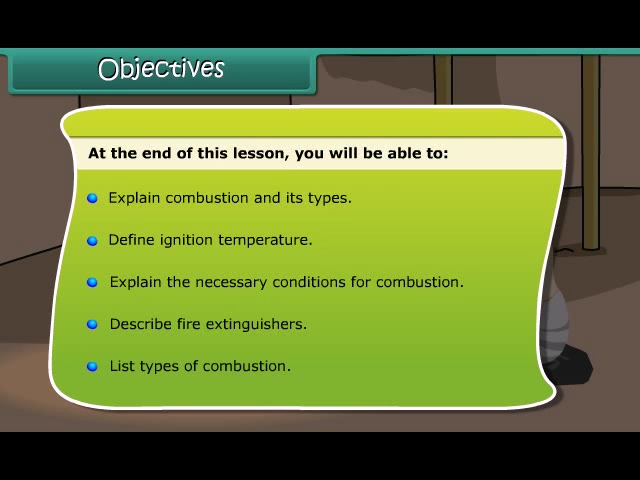 Objectives
At the end of this lesson, you will be able to:
Explain combustion and its types.
Define ignition temperature.
Explain the necessary conditions for combustion.
Describe fire extinguishers.
List types of combustion.